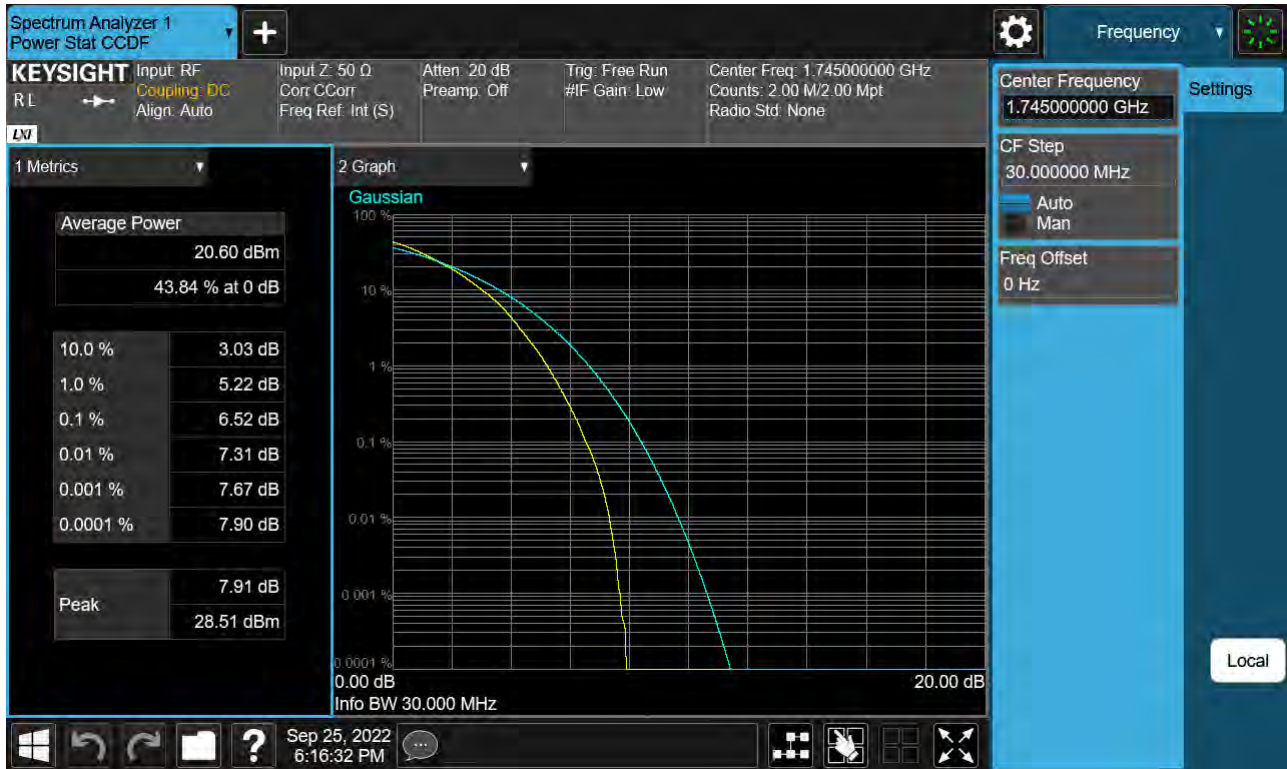 Spectrum Analyzer 1
Power Stat CCDF
+
Frequency
KEYSIGHT
RL
LXI
Input: RF
Coupling: DC
Align: Auto
Input Z: 50 Ω
Corr CCorr
Freq Ref: Int (S)
Atten: 20 dB
Preamp: Off
Trig: Free Run
#IF Gain: Low
Center Freq: 1.745000000 GHz
Counts: 2.00 M/2.00 Mpt
Radio Std: None
Center Frequency
1.745000000 GHz
Settings
CF Step
30.000000 MHz
Auto
Man
Freq Offset
0 Hz
1 Metrics
Average Power
20.60 dBm
43.84 % at 0 dB
10.0 % 3.03 dB
1.0 % 5.22 dB
0.1 % 6.52 dB
0.01 % 7.31 dB
0.001 % 7.67 dB
0.0001 % 7.90 dB
Peak
7.91 dB
28.51 dBm
2 Graph
Gaussian
100 %
10 %
1 %
0.1 %
0.01 %
0.001 %
0.0001 %
0.00 dB
20.00 dB
Info BW 30.000 MHz
Local
?
Sep 25, 2022
6:16:32 PM